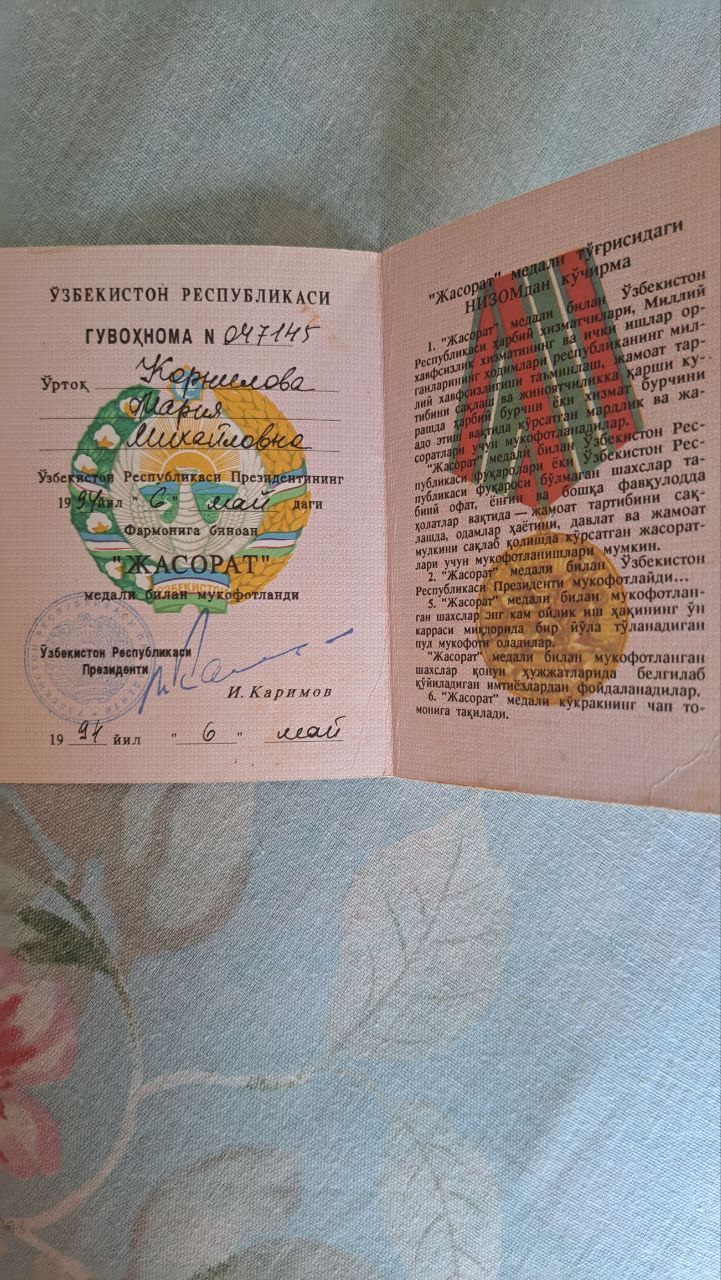 ЎЗБЕКИСТОН РЕСПУБЛИКАСИ
ГУВОҲНОМА N 047145
Ўртоқ Корнилова
Мария
Михайловна
Ўзбекистон Республикаси Президентининг
1994 йил "6" май даги
Фармонига биноан
"ЖАСОРАТ"
медали билан мукофотланди
Ўзбекистон Республикаси
Президенти
И.Каримов
1994 йил "6" май
"Жасорат" медали тўғрисидаги
НИЗОМдан кўчирма
1. "Жасорат" медали билан Ўзбекистон
Республикаси ҳарбий хизматчилари, Миллий
хавфсизлик хизматининг ва ички ишлар ор-
ганларининг ходимлари республиканинг мил-
лий хавфсизлигини таъминлаш, жамоат тар-
тибини сақлаш ва жиноятчиликка қарши ку-
рашда ҳарбий бурчни ёки хизмат бурчини
адо этиш вақтида кўрсатган мардлик ва жа-
соратлари учун мукофотланадилар.
"Жасорат" медали билан Ўзбекистон Рес-
публикаси фуқаролари ёки Ўзбекистон Рес-
публикаси фуқароси бўлмаган шахслар та-
биий офат, ёнғин ва бошқа фавқулодда
ҳолатлар вақтида — жамоат тартибини сақ-
лашда, одамлар ҳаётини, давлат ва жамоат
мулкини сақлаб қолишда кўрсатган жасорат-
лари учун мукофотланишлари мумкин.
2. "Жасорат" медали билан Ўзбекистон
Республикаси Президенти мукофотлайди...
5. "Жасорат" медали билан мукофотлан-
ган шахслар энг кам ойлик иш ҳақининг ўн
карраси миқдорида бир йўла тўланадиган
пул мукофоти оладилар.
"Жасорат" медали билан мукофотланган
шахслар қонун ҳужжатларида белгилаб
қўйиладиган имтиёзлардан фойдаланадилар.
6. "Жасорат" медали кўкракнинг чап то-
монига тақилади.